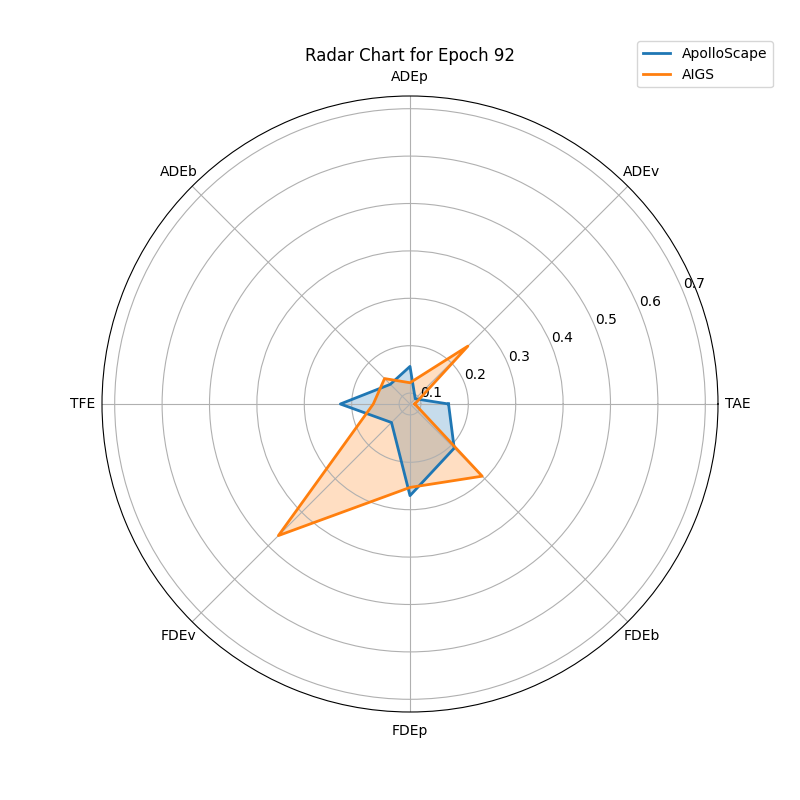 Radar Chart for Epoch 92
ApolloScape
AIGS
ADEp
ADEb
ADEv
0.7
0.6
0.5
0.4
0.3
0.2
0.1
TFE
TAE
FDEv
FDEb
FDEp